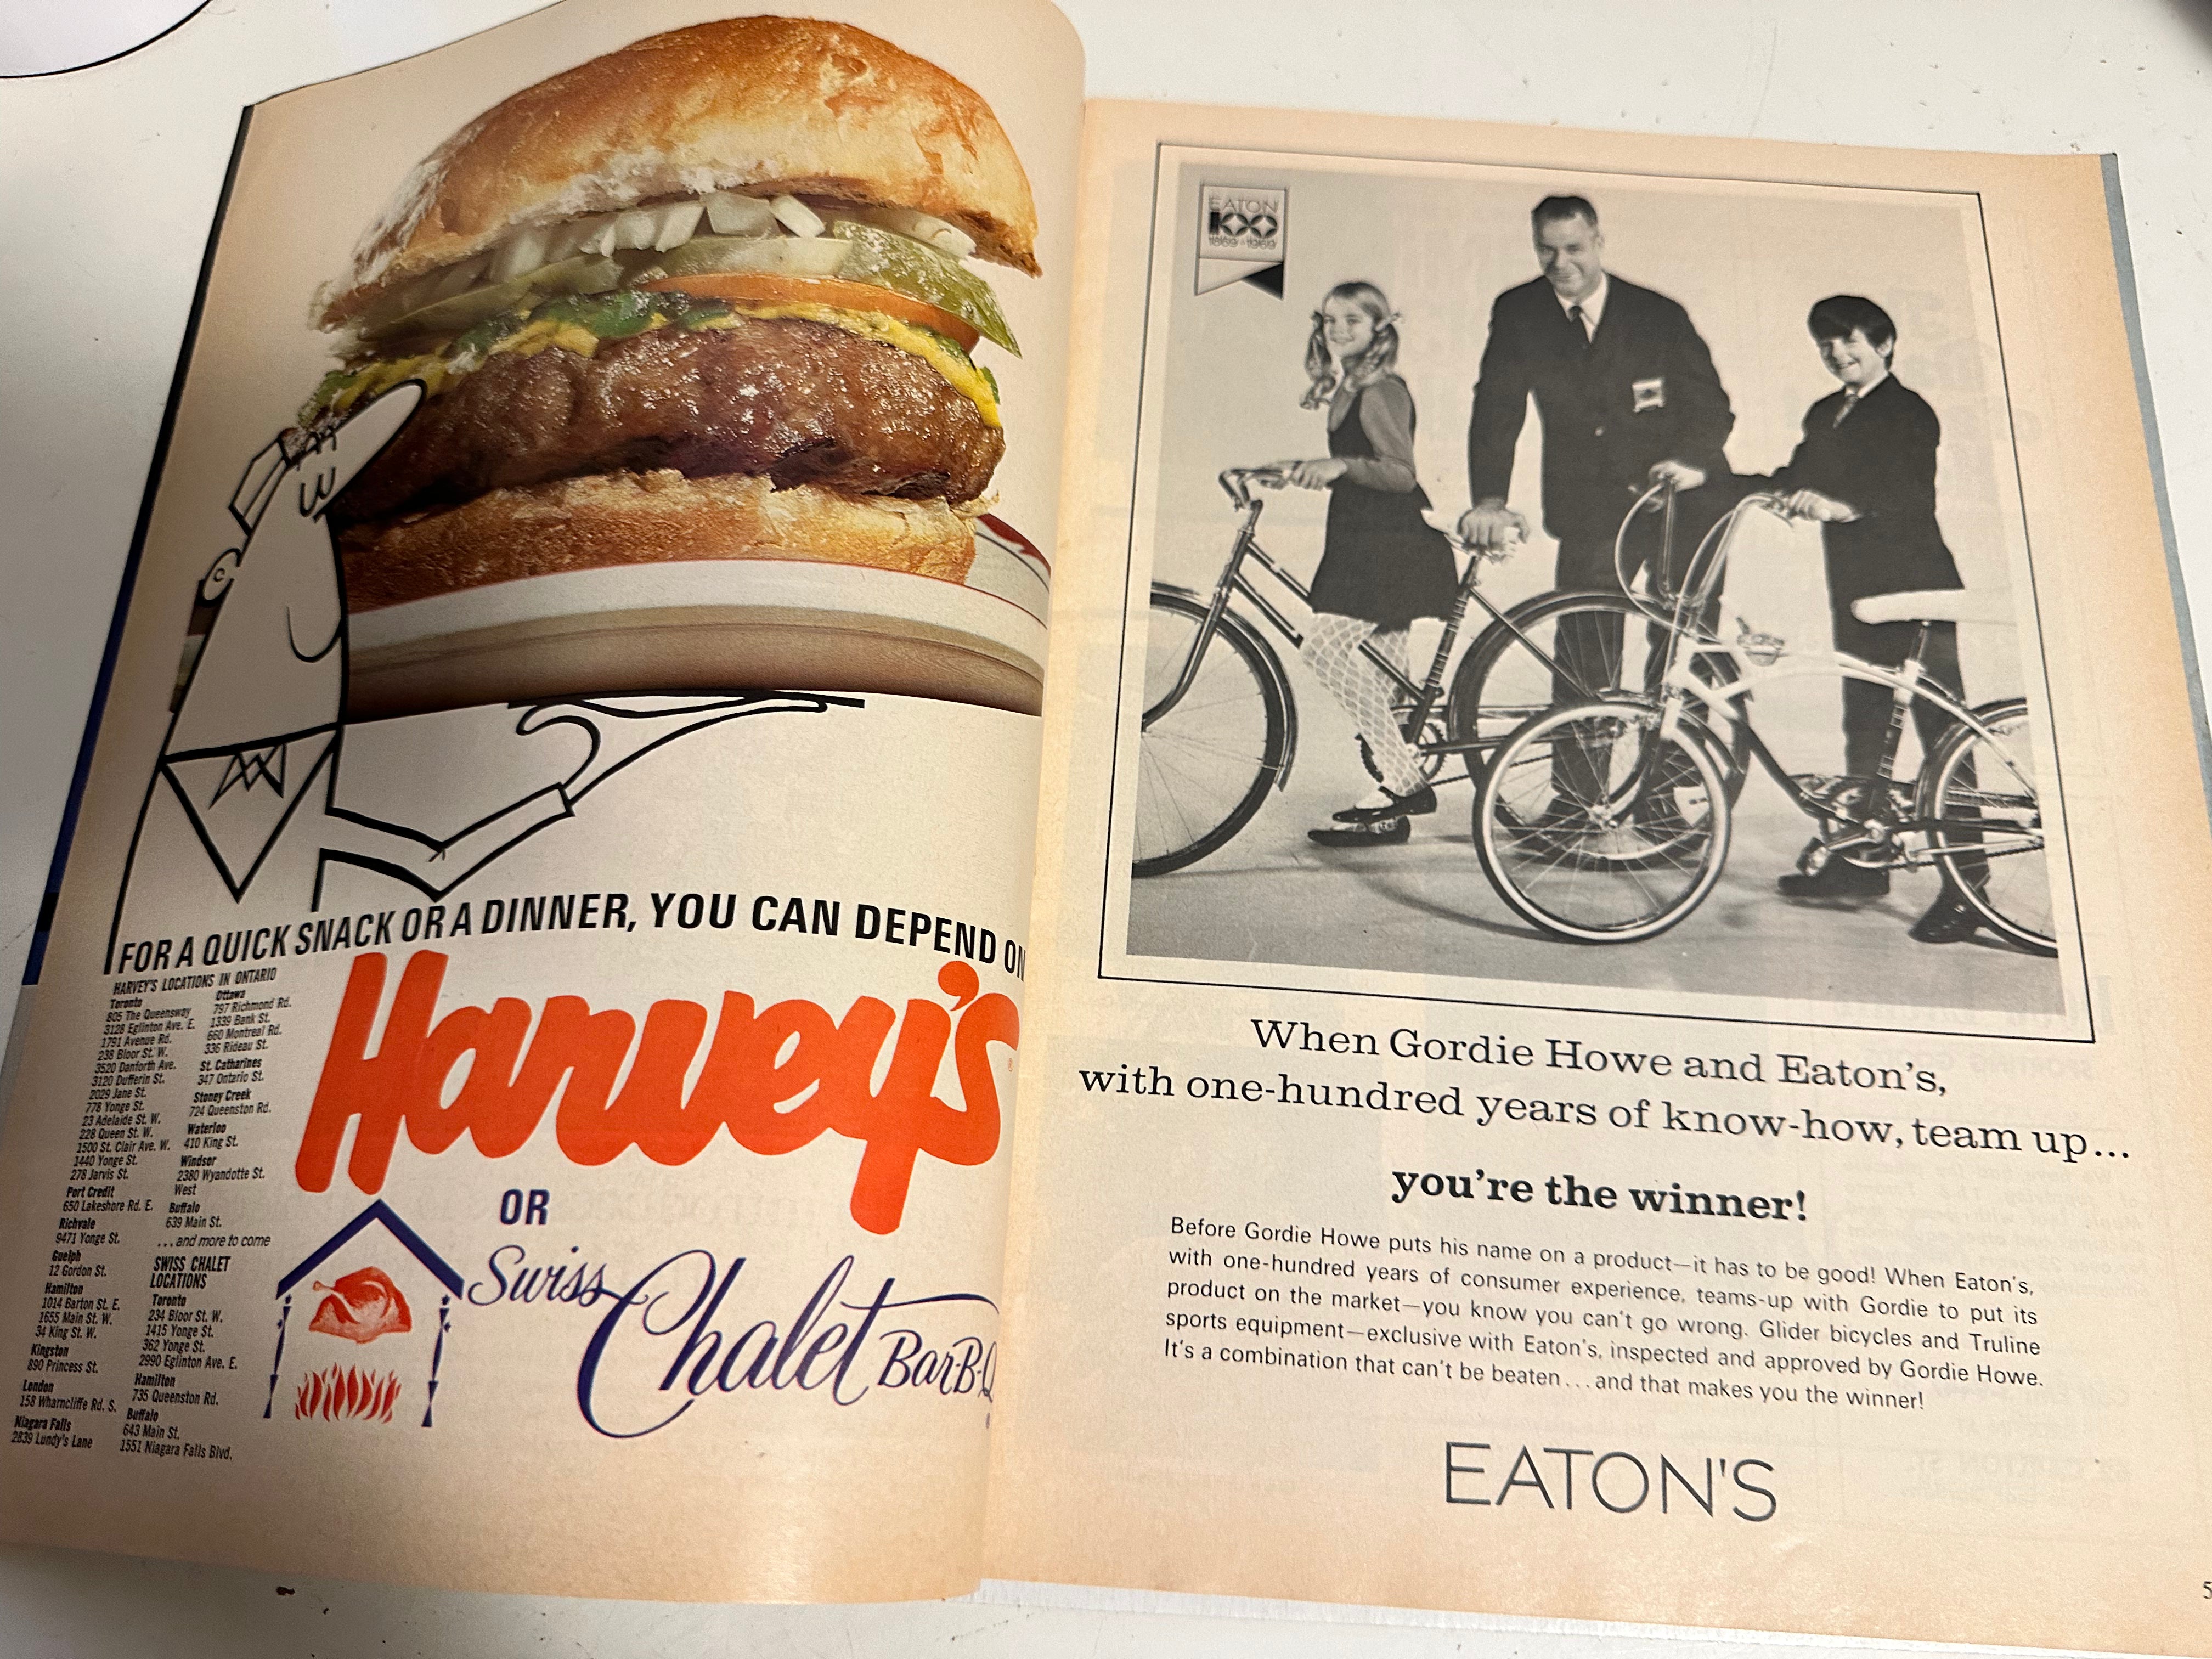 FOR A QUICK SNACK OR A DINNER, YOU CAN DEPEND ON
HARVEY'S LOCATIONS IN ONTARIO
Toronto
805 The Queensway
3128 Eglinton Ave. E.
1791 Avenue Rd.
238 Bloor St. W.
3520 Danforth Ave.
3120 Dufferin St.
2029 Jane St.
778 Yonge St.
23 Adelaide St. W.
228 Queen St. W.
1500 St. Clair Ave. W.
1440 Yonge St.
278 Jarvis St.
Port Credit
650 Lakeshore Rd. E.
Richvale
9471 Yonge St.
Guelph
12 Gordon St.
Hamilton
1014 Barton St. E.
1655 Main St. W.
34 King St. W.
Kingston
890 Princess St.
London
158 Wharncliffe Rd. S.
Niagara Falls
2839 Lundy's Lane
Ottawa
797 Richmond Rd.
1339 Bank St.
660 Montreal Rd.
336 Rideau St.
St. Catharines
347 Ontario St.
Stoney Creek
724 Queenston Rd.
Waterloo
410 King St.
Windsor
2380 Wyandotte St.
West
Buffalo
639 Main St.
...and more to come
SWISS CHALET
LOCATIONS
Toronto
234 Bloor St. W.
1415 Yonge St.
362 Yonge St.
2990 Eglinton Ave. E.
Hamilton
735 Queenston Rd.
Buffalo
643 Main St.
1551 Niagara Falls Blvd.
Harvey's
OR
Swiss Chalet BAR-B-Q
EATON
100
1869-1969
When Gordie Howe and Eaton's,
with one-hundred years of know-how, team up...
you're the winner!
Before Gordie Howe puts his name on a product—it has to be good! When Eaton's,
with one-hundred years of consumer experience, teams-up with Gordie to put its
product on the market—you know you can't go wrong. Glider bicycles and Truline
sports equipment—exclusive with Eaton's, inspected and approved by Gordie Howe.
It's a combination that can't be beaten...and that makes you the winner!
EATON'S
5